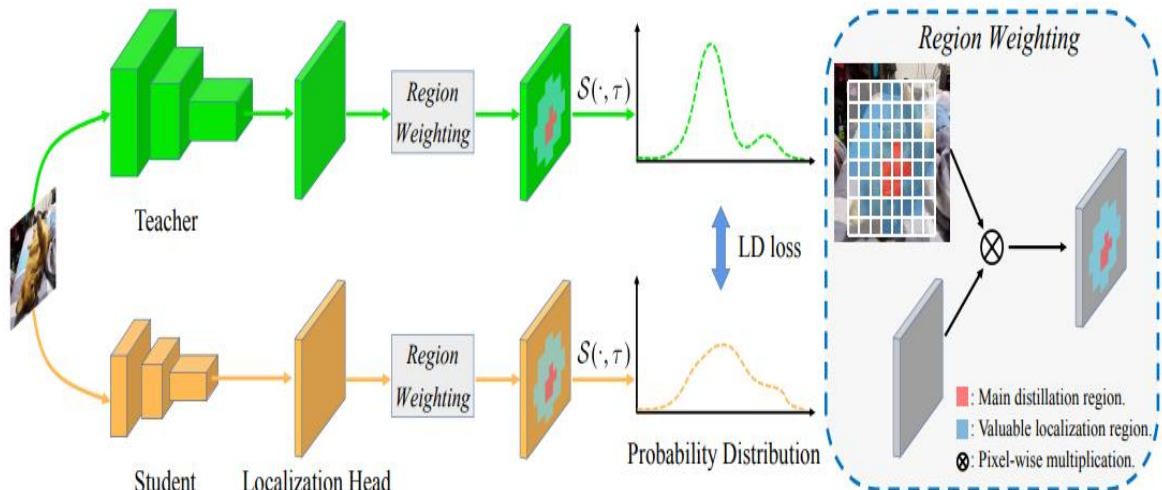 Region Weighting
S(·, τ)
Region
Weighting
Teacher
LD loss
S(·, τ)
Region
Weighting
Probability Distribution
Student
Localization Head
: Main distillation region.
: Valuable localization region.
⊗: Pixel-wise multiplication.